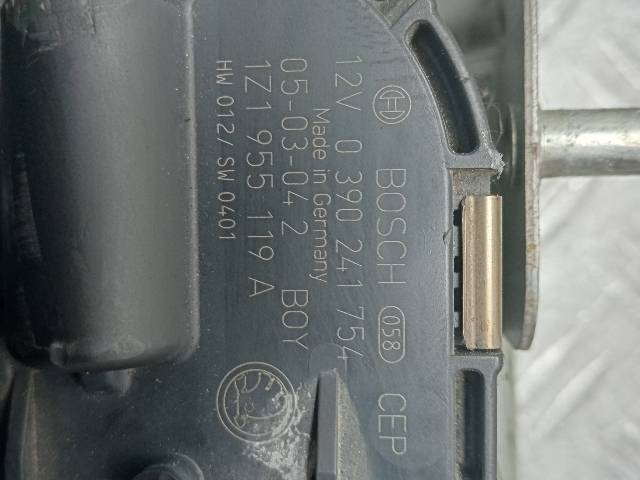 BOSCH 058 CEP
12V 0 390 241 754
Made in Germany
05-03-04 2 BOY
1Z1 955 119 A
HW 012/ SW 0401